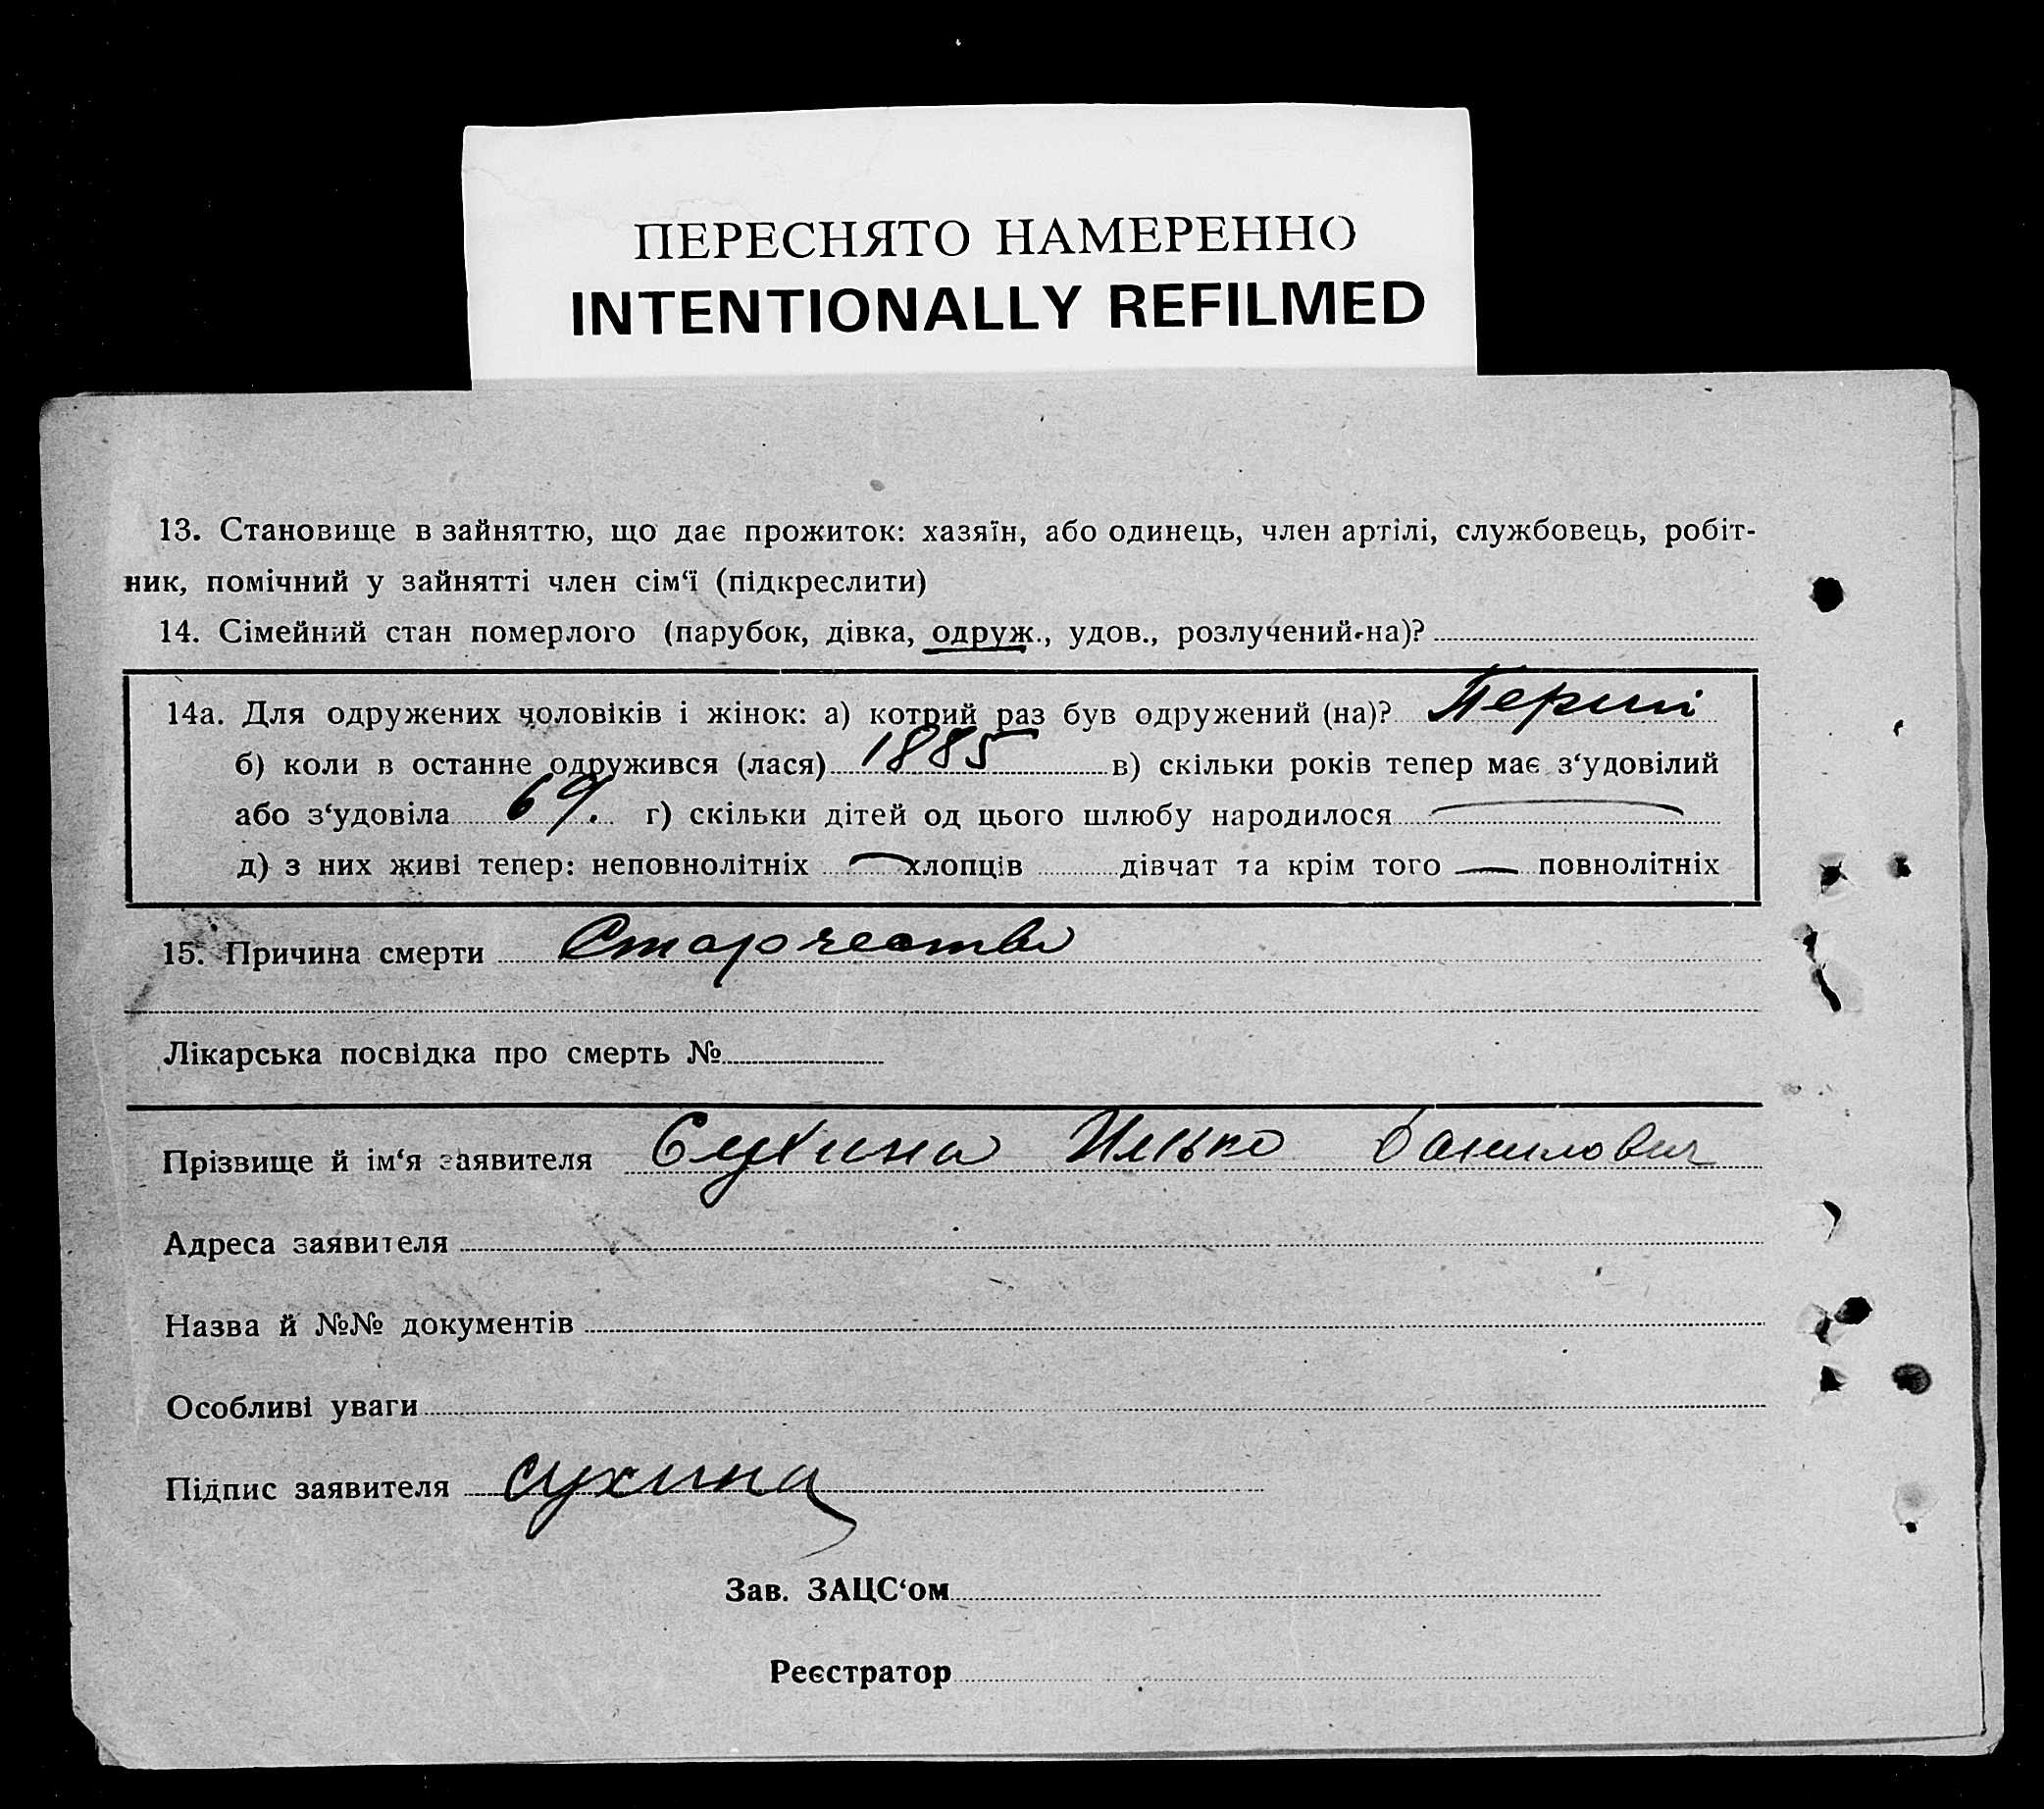 ПЕРЕСНЯТО НАМЕРЕННО
INTENTIONALLY REFILMED
13. Становище в зайняттю, що дає прожиток: хазяїн, або одинець, член артілі, службовець, робіт-
ник, помічний у зайнятті член сім‘ї (підкреслити)
14. Сімейний стан померлого (парубок, дівка, одруж., удов., розлучений-на)?
14а. Для одружених чоловіків і жінок: а) котрий раз був одружений (на)? Перший
б) коли в останнє одружився (лася) 1885 в) скільки років тепер має з‘удовілий
або з‘удовіла 69. г) скільки дітей од цього шлюбу народилося —
д) з них живі тепер: неповнолітніх — хлопців дівчат та крім того — повнолітніх
15. Причина смерти Старчество
Лікарська посвідка про смерть №
Прізвище й ім‘я заявителя Сухина Илько Данилович
Адреса заявителя
Назва й №№ документів
Особливі уваги
Підпис заявителя Сухина
Зав. ЗАЦС‘ом
Реєстратор